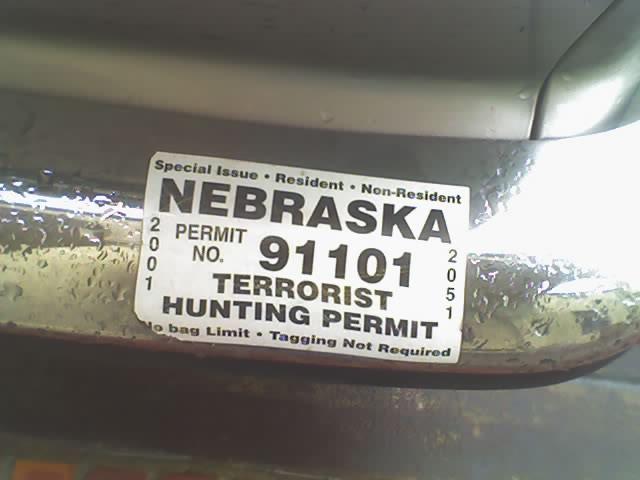 Special Issue • Resident • Non-Resident
NEBRASKA
2001
PERMIT NO. 91101
2051
TERRORIST
HUNTING PERMIT
No bag Limit • Tagging Not Required